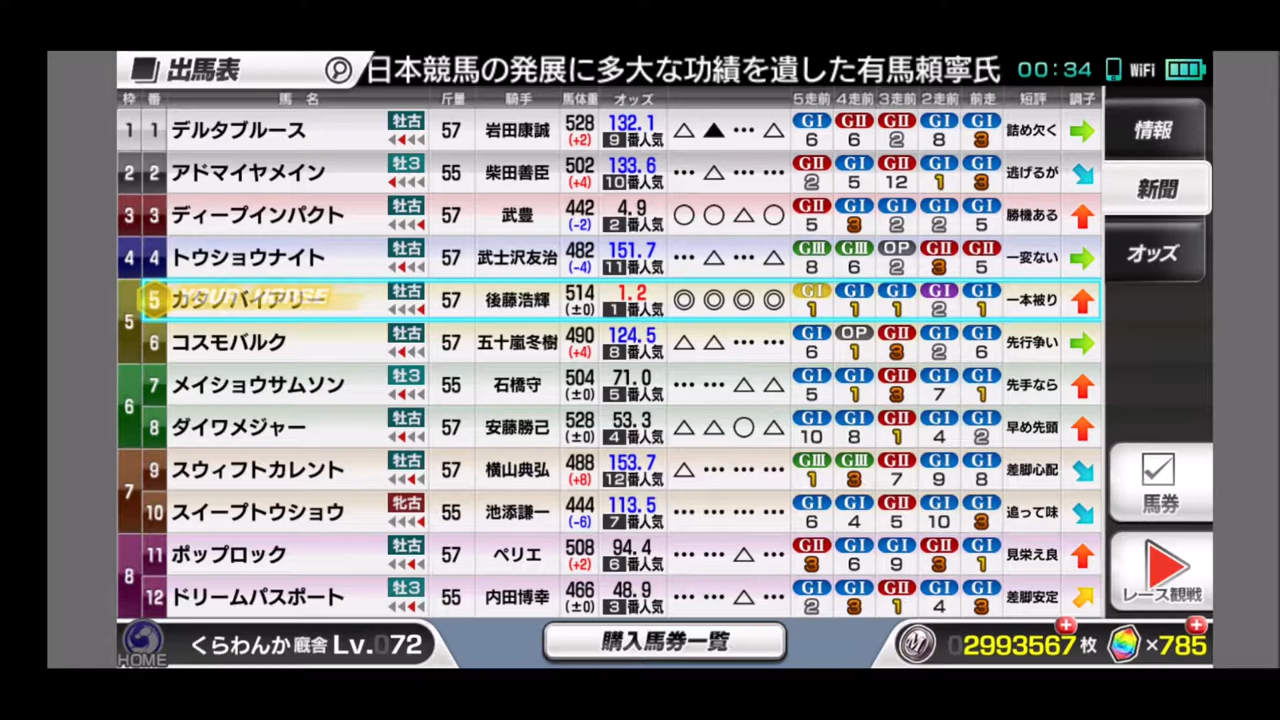 出馬表 日本競馬の発展に多大な功績を遺した有馬頼寧氏 00:34 WiFi
枠 番 馬 名 斤量 騎手 馬体重 オッズ 5走前 4走前 3走前 2走前 前走 短評 調子
1 1 デルタブルース 牡古 57 岩田康誠 528 (+2) 132.1 9番人気 △ ▲ … △ GI 6 GII 6 GI 2 GI 8 GI 3 詰め欠く
2 2 アドマイヤメイン 牡3 55 柴田善臣 502 (+4) 133.6 10番人気 … △ … … GII 2 GI 5 GI 12 GII 1 GI 3 逃げるが
3 3 ディープインパクト 牡古 57 武豊 442 (-2) 4.9 2番人気 ○ ○ △ ○ GII 5 GI 3 GI 2 GI 2 GI 5 勝機ある
4 4 トウショウナイト 牡古 57 武士沢友治 482 (-4) 151.7 11番人気 … △ … △ GIII 8 GIII 6 OP 2 GII 3 GII 5 一変ない
5 5 カタノバイアリー 牡古 57 後藤浩輝 514 (±0) 1.2 1番人気 ◎ ◎ ◎ ◎ GI 1 GI 1 GI 1 GI 2 GI 1 一本被り
6 コスモバルク 牡古 57 五十嵐冬樹 490 (+4) 124.5 8番人気 △ △ … … GI 6 OP 1 GII 3 GI 2 GI 6 先行争い
6 7 メイショウサムソン 牡3 55 石橋守 504 (±0) 71.0 5番人気 … … △ △ GI 5 GI 1 GII 3 GI 7 GI 1 先手なら
8 ダイワメジャー 牡古 57 安藤勝己 528 (±0) 53.3 4番人気 △ △ ○ △ GI 10 GI 8 GII 1 GI 4 GI 2 早め先頭
7 9 スウィフトカレント 牡古 57 横山典弘 488 (+8) 153.7 12番人気 △ … … … GIII 1 GIII 3 GII 7 GI 9 GI 8 差脚心配
10 スイープトウショウ 牝古 55 池添謙一 444 (-6) 113.5 7番人気 … … … … GI 6 GI 4 GII 5 GI 10 GI 3 追って味
8 11 ポップロック 牡古 57 ペリエ 508 (+2) 94.4 6番人気 … … △ … GII 3 GI 6 GI 9 GII 3 GI 1 見栄え良
12 ドリームパスポート 牡3 55 内田博幸 466 (±0) 48.9 3番人気 … … △ … GI 2 GI 3 GII 1 GI 4 GI 3 差脚安定
情報
新聞
オッズ
馬券
レース観戦
HOME くらわんか 厩舎 Lv.072 購入馬券一覧 02993567枚 ×785